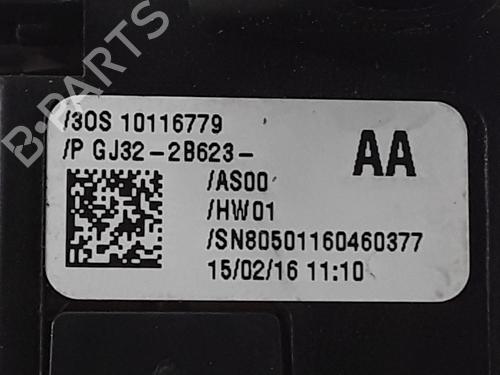 /3OS 10116779
/P GJ32-2B623- AA
/AS00
/HW01
/SN80501160460377
15/02/16 11:10
B-PARTS